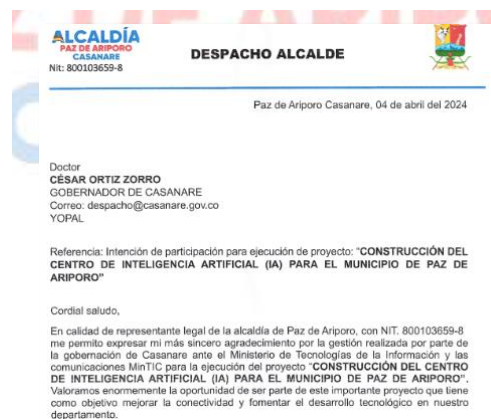 ALCALDÍA
PAZ DE ARIPORO
CASANARE
Nit: 800103659-8
DESPACHO ALCALDE
Paz de Ariporo Casanare, 04 de abril del 2024
Doctor
CÉSAR ORTIZ ZORRO
GOBERNADOR DE CASANARE
Correo: despacho@casanare.gov.co
YOPAL
Referencia: Intención de participación para ejecución de proyecto: "CONSTRUCCIÓN DEL
CENTRO DE INTELIGENCIA ARTIFICIAL (IA) PARA EL MUNICIPIO DE PAZ DE
ARIPORO"
Cordial saludo,
En calidad de representante legal de la alcaldía de Paz de Ariporo, con NIT. 800103659-8
me permito expresar mi más sincero agradecimiento por la gestión realizada por parte de
la gobernación de Casanare ante el Ministerio de Tecnologías de la Información y las
comunicaciones MinTIC para la ejecución del proyecto "CONSTRUCCIÓN DEL CENTRO
DE INTELIGENCIA ARTIFICIAL (IA) PARA EL MUNICIPIO DE PAZ DE ARIPORO".
Valoramos enormemente la oportunidad de ser parte de este importante proyecto que tiene
como objetivo mejorar la conectividad y fomentar el desarrollo tecnológico en nuestro
departamento.